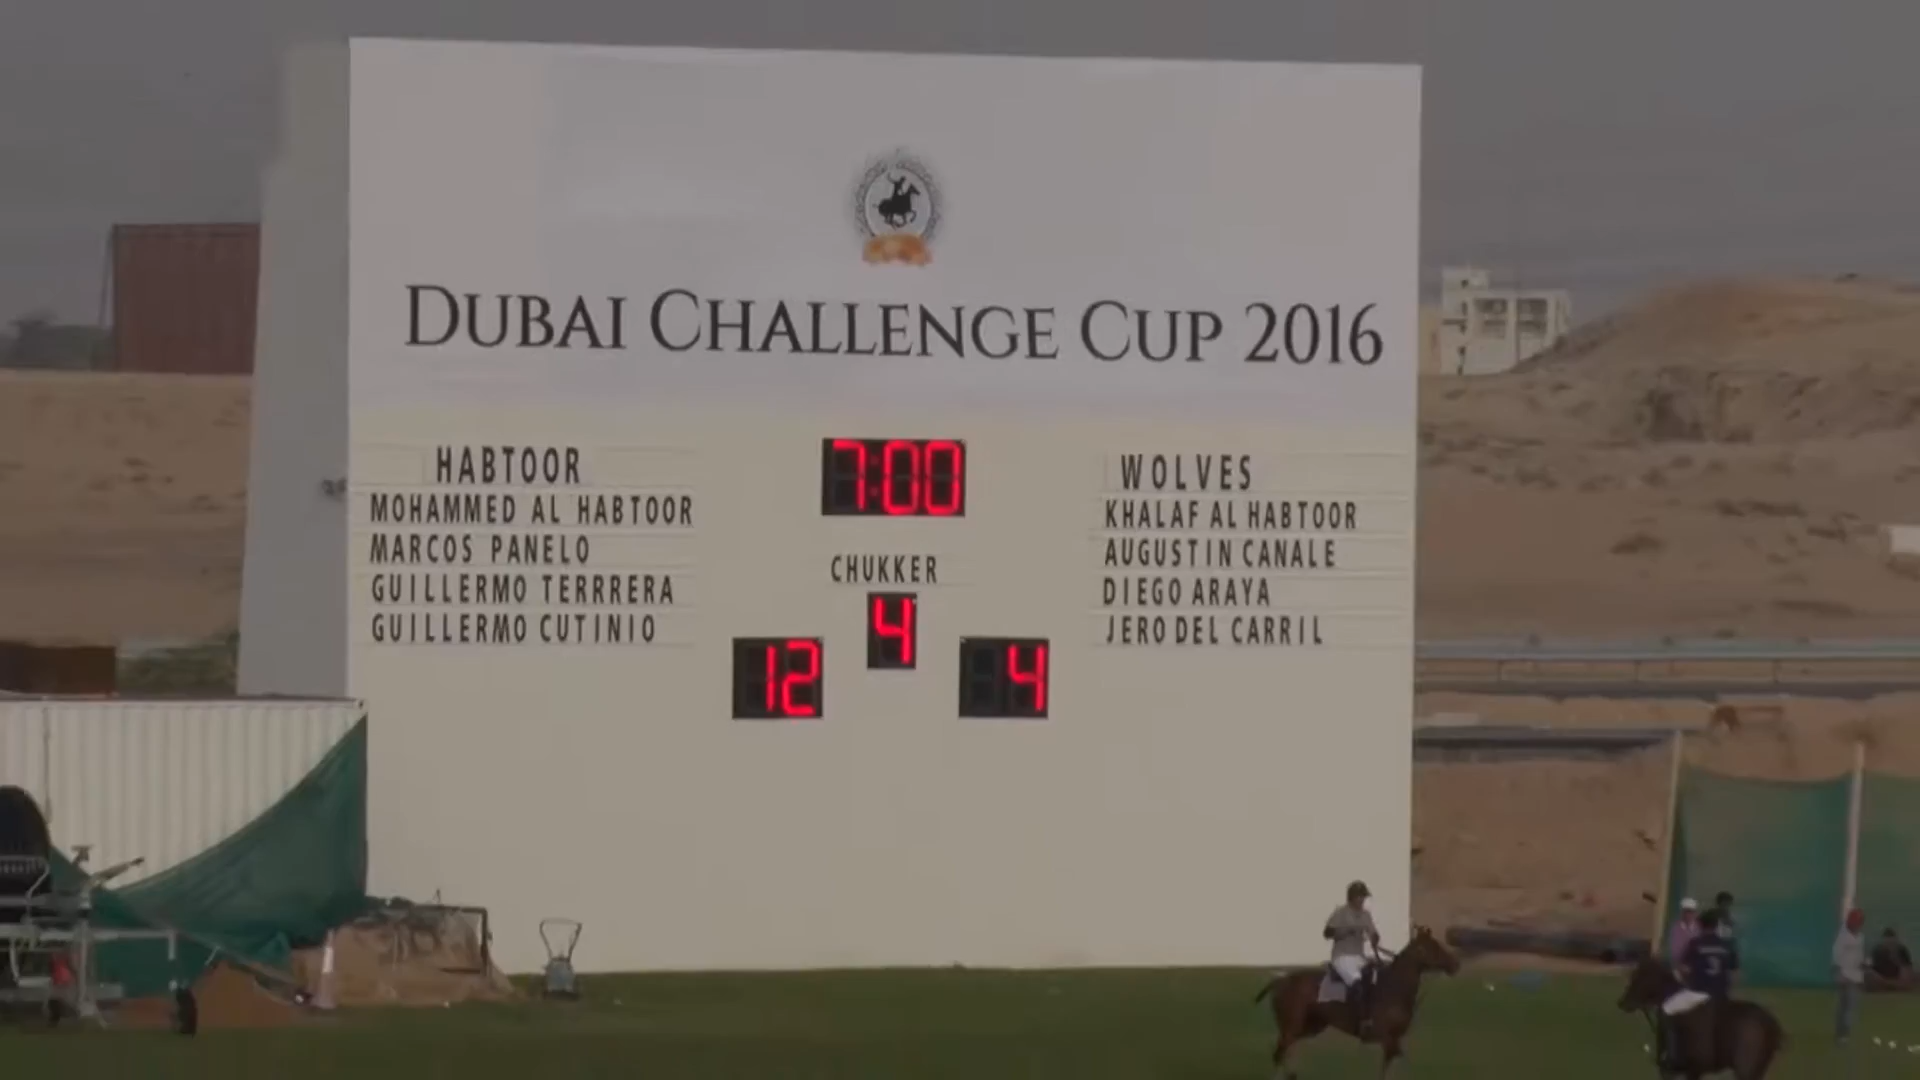 DUBAI CHALLENGE CUP 2016
HABTOOR
MOHAMMED AL HABTOOR
MARCOS PANELO
GUILLERMO TERRRERA
GUILLERMO CUTINIO
7:00
CHUKKER
4
12
4
WOLVES
KHALAF AL HABTOOR
AUGUSTIN CANALE
DIEGO ARAYA
JERO DEL CARRIL
3